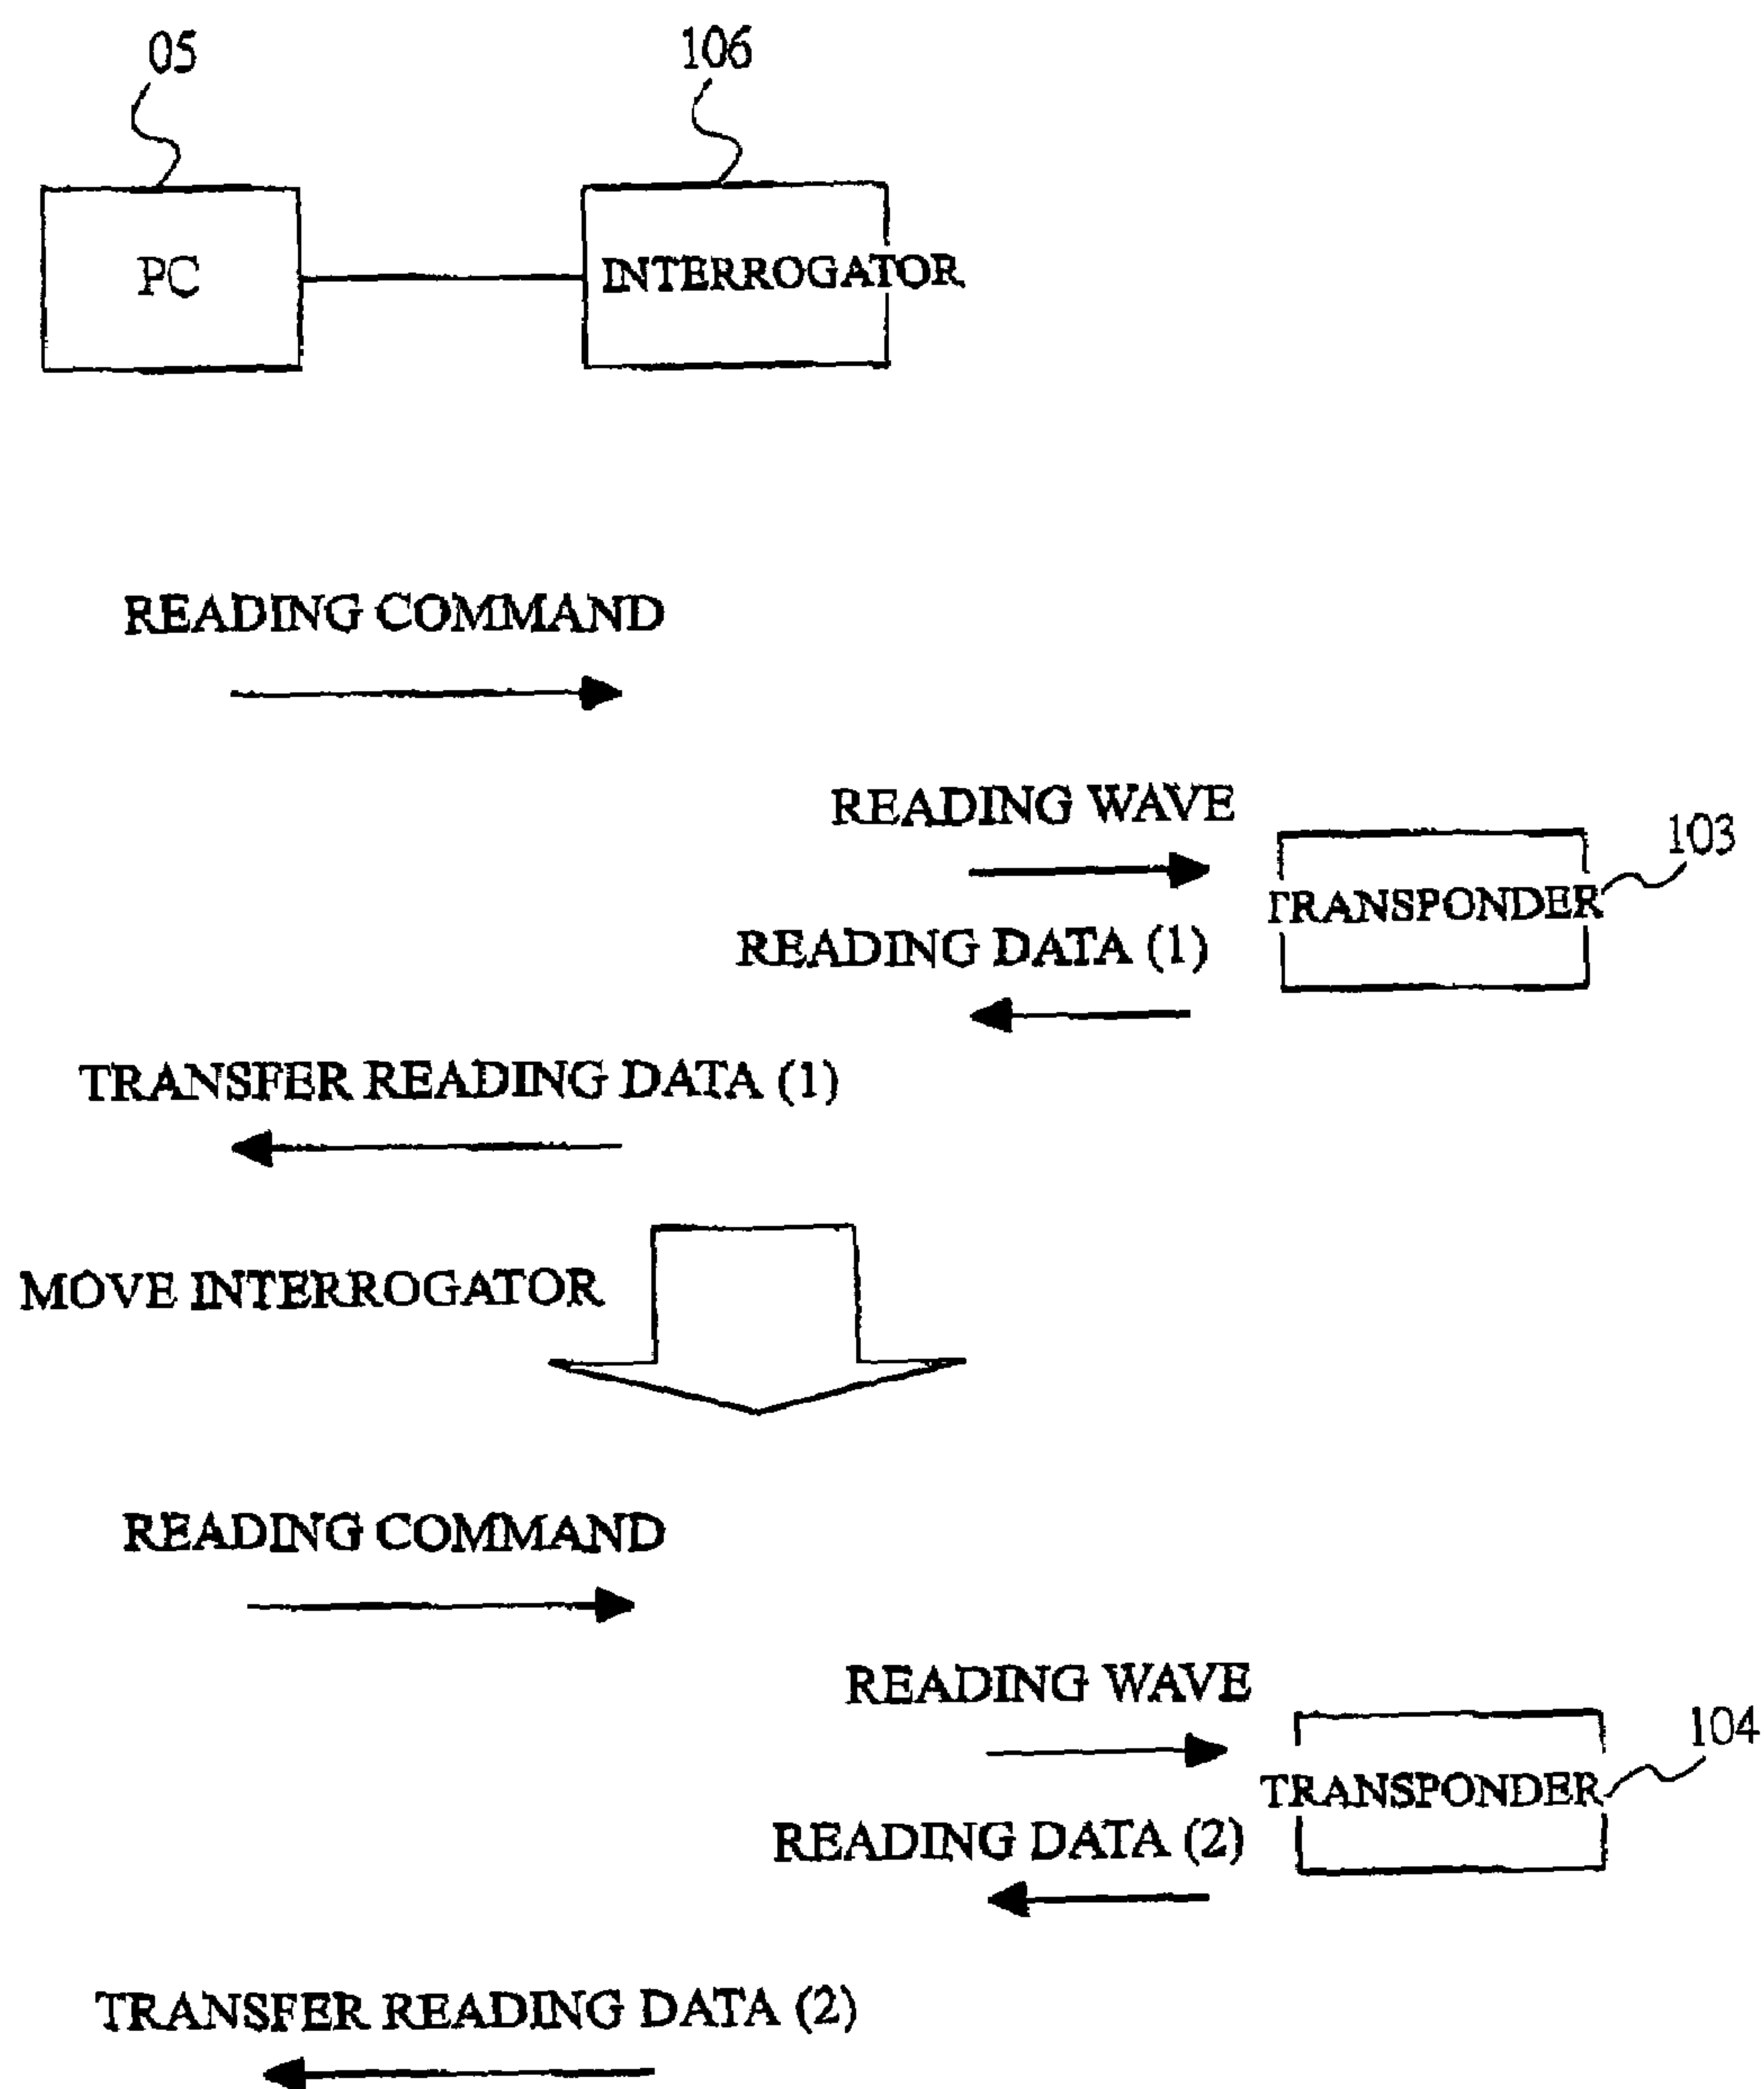 05
106
PC
INTERROGATOR
READING COMMAND
READING WAVE
103
TRANSPONDER
READING DATA (1)
TRANSFER READING DATA (1)
MOVE INTERROGATOR
READING COMMAND
READING WAVE
104
TRANSPONDER
READING DATA (2)
TRANSFER READING DATA (2)